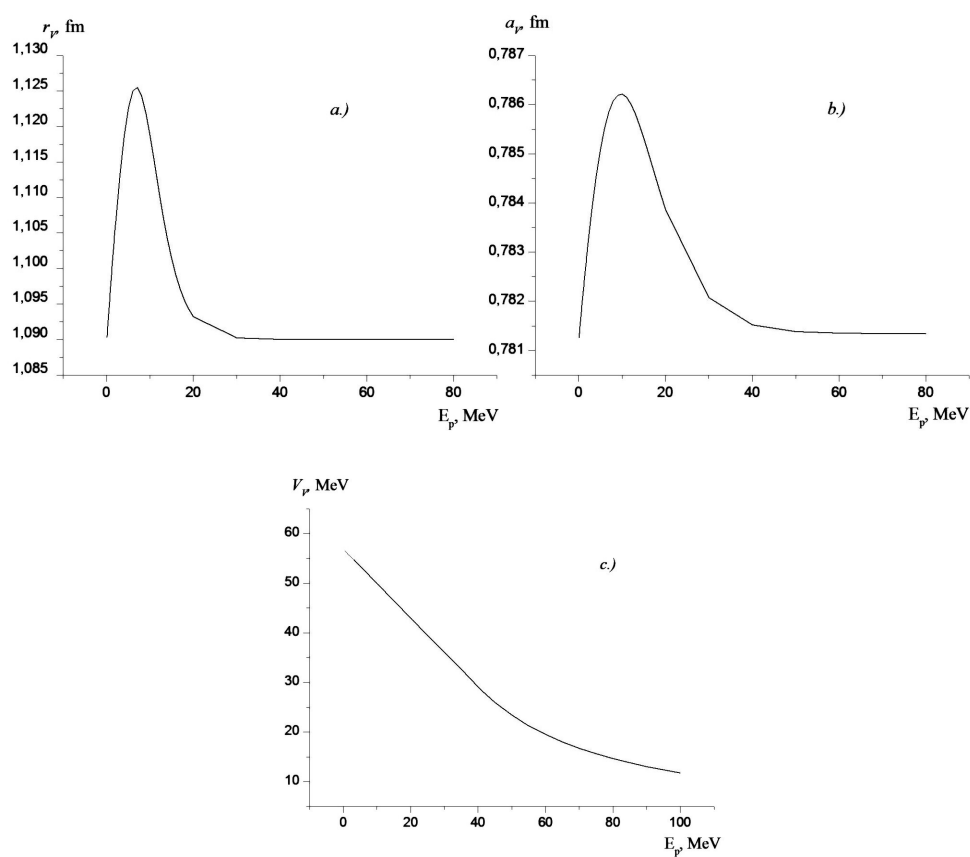 r_V, fm
1,130
1,125
1,120
1,115
1,110
1,105
1,100
1,095
1,090
1,085
0 20 40 60 80
E_p, MeV
a.)
a_V, fm
0,787
0,786
0,785
0,784
0,783
0,782
0,781
0 20 40 60 80
E_p, MeV
b.)
V_V, MeV
60
50
40
30
20
10
0 20 40 60 80 100
E_p, MeV
c.)